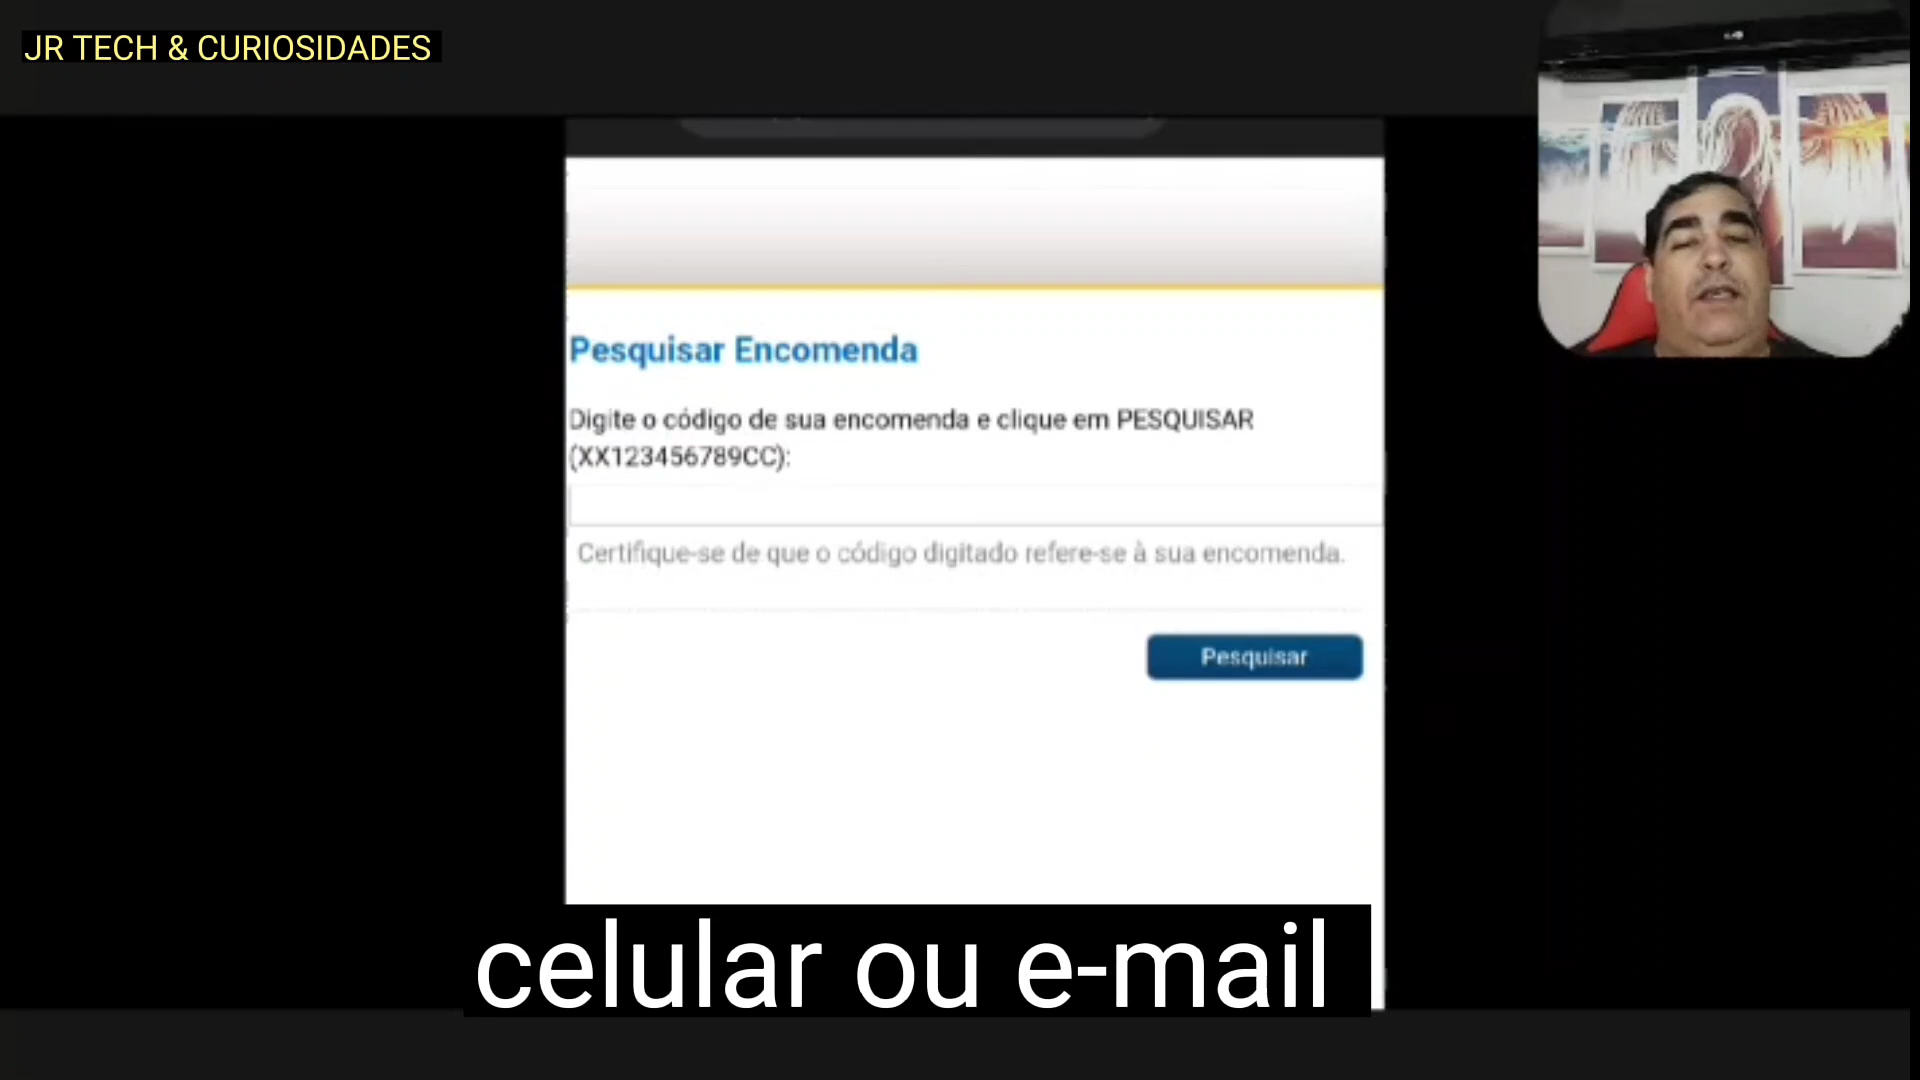 JR TECH & CURIOSIDADES
Pesquisar Encomenda
Digite o código de sua encomenda e clique em PESQUISAR
(XX123456789CC):
Certifique-se de que o código digitado refere-se à sua encomenda.
Pesquisar
celular ou e-mail